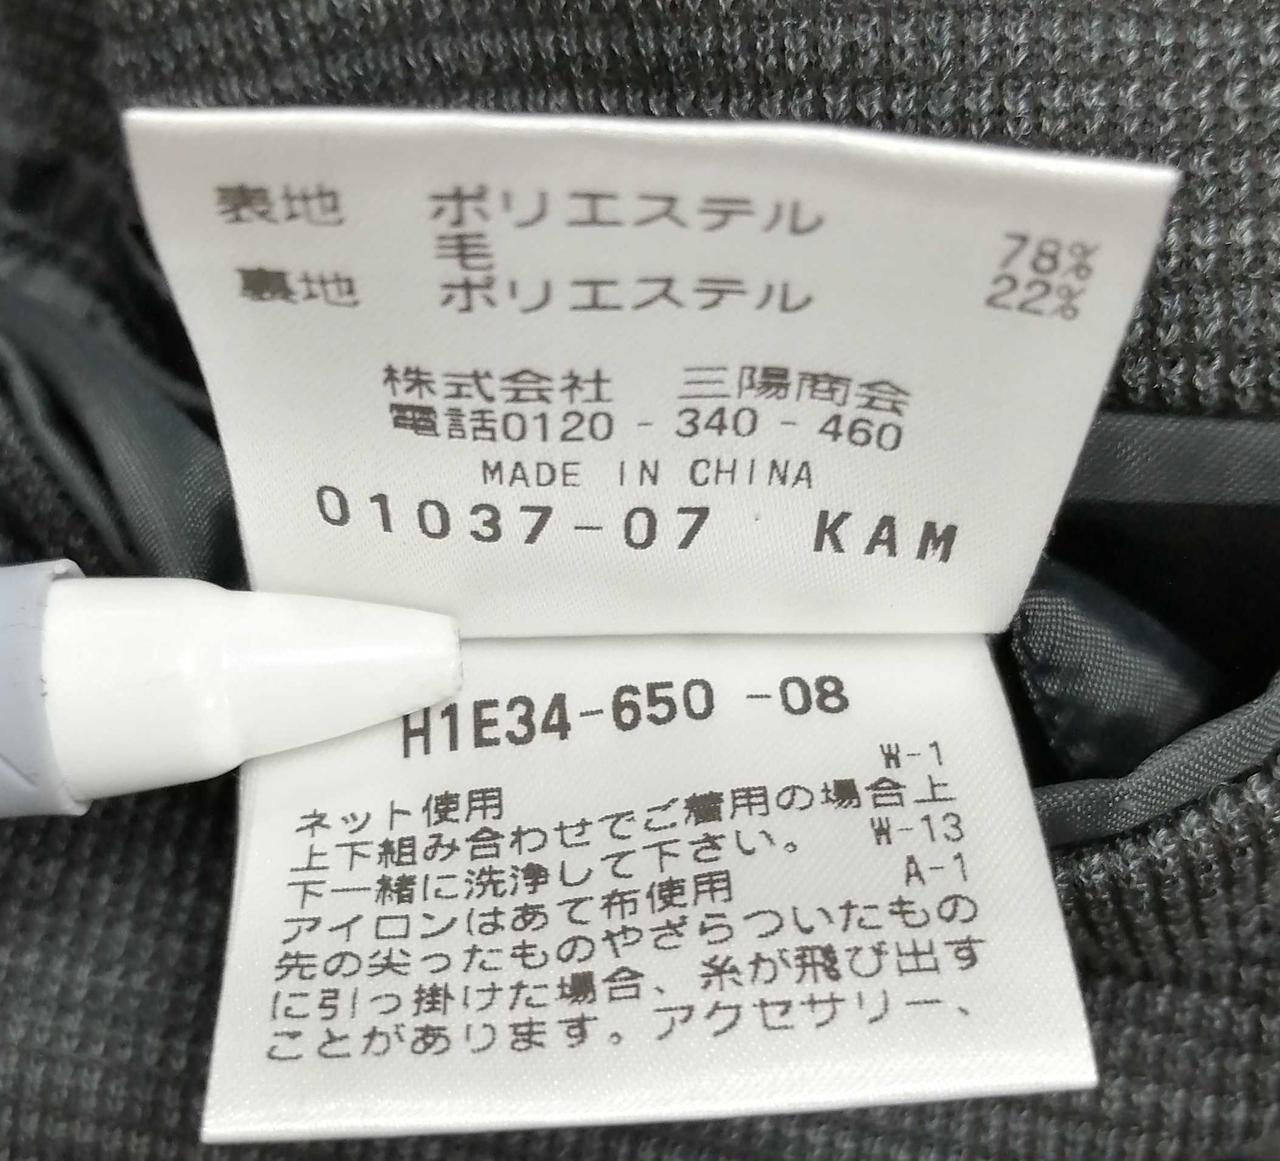 表地 ポリエステル 78%
毛 22%
裏地 ポリエステル
株式会社 三陽商会
電話0120-340-460
MADE IN CHINA
01037-07 KAM
H1E34-650 -08
W-1
ネット使用
上下組み合わせでご着用の場合上
W-13
下一緒に洗浄して下さい。
A-1
アイロンはあて布使用
先の尖ったものやざらついたもの
に引っ掛けた場合、糸が飛び出す
ことがあります。アクセサリー、